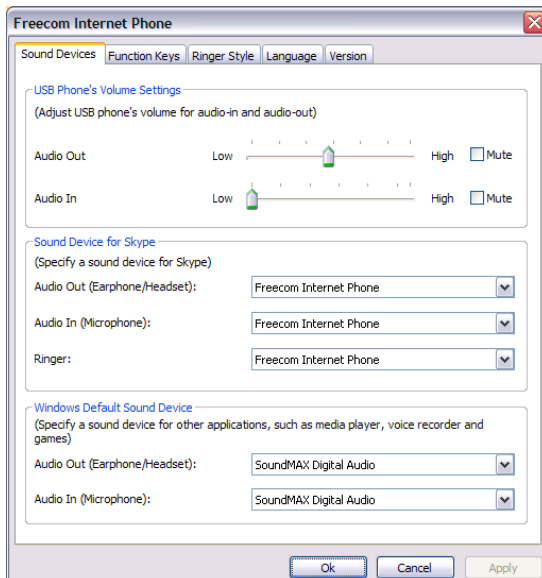 Freecom Internet Phone
Sound Devices Function Keys Ringer Style Language Version
USB Phone's Volume Settings
(Adjust USB phone's volume for audio-in and audio-out)
Audio Out Low High Mute
Audio In Low High Mute
Sound Device for Skype
(Specify a sound device for Skype)
Audio Out (Earphone/Headset): Freecom Internet Phone
Audio In (Microphone): Freecom Internet Phone
Ringer: Freecom Internet Phone
Windows Default Sound Device
(Specify a sound device for other applications, such as media player, voice recorder and
games)
Audio Out (Earphone/Headset): SoundMAX Digital Audio
Audio In (Microphone): SoundMAX Digital Audio
Ok Cancel Apply